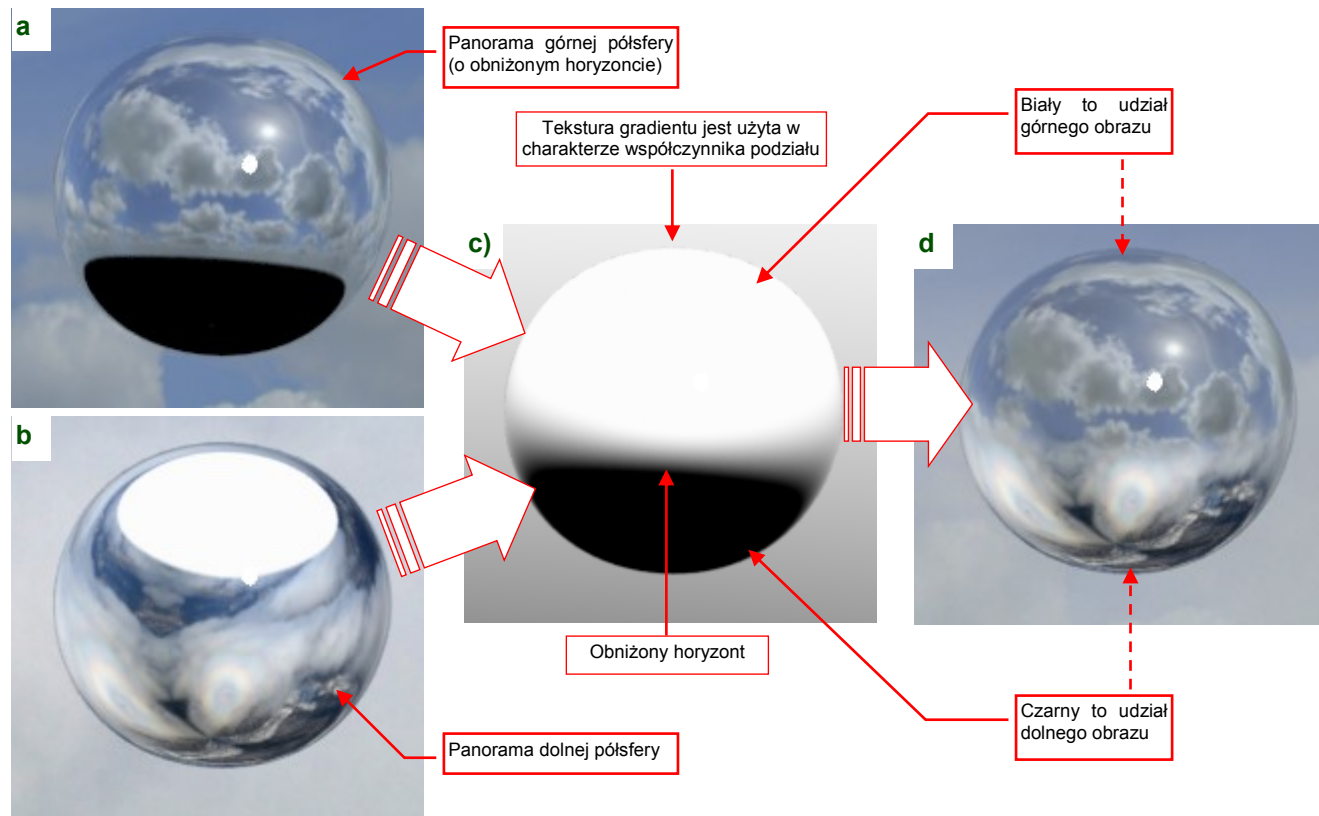 a
Panorama górnej półsfery
(o obniżonym horyzoncie)
Tekstura gradientu jest użyta w
charakterze współczynnika podziału
Biały to udział
górnego obrazu
c)
d
b
Obniżony horyzont
Panorama dolnej półsfery
Czarny to udział
dolnego obrazu